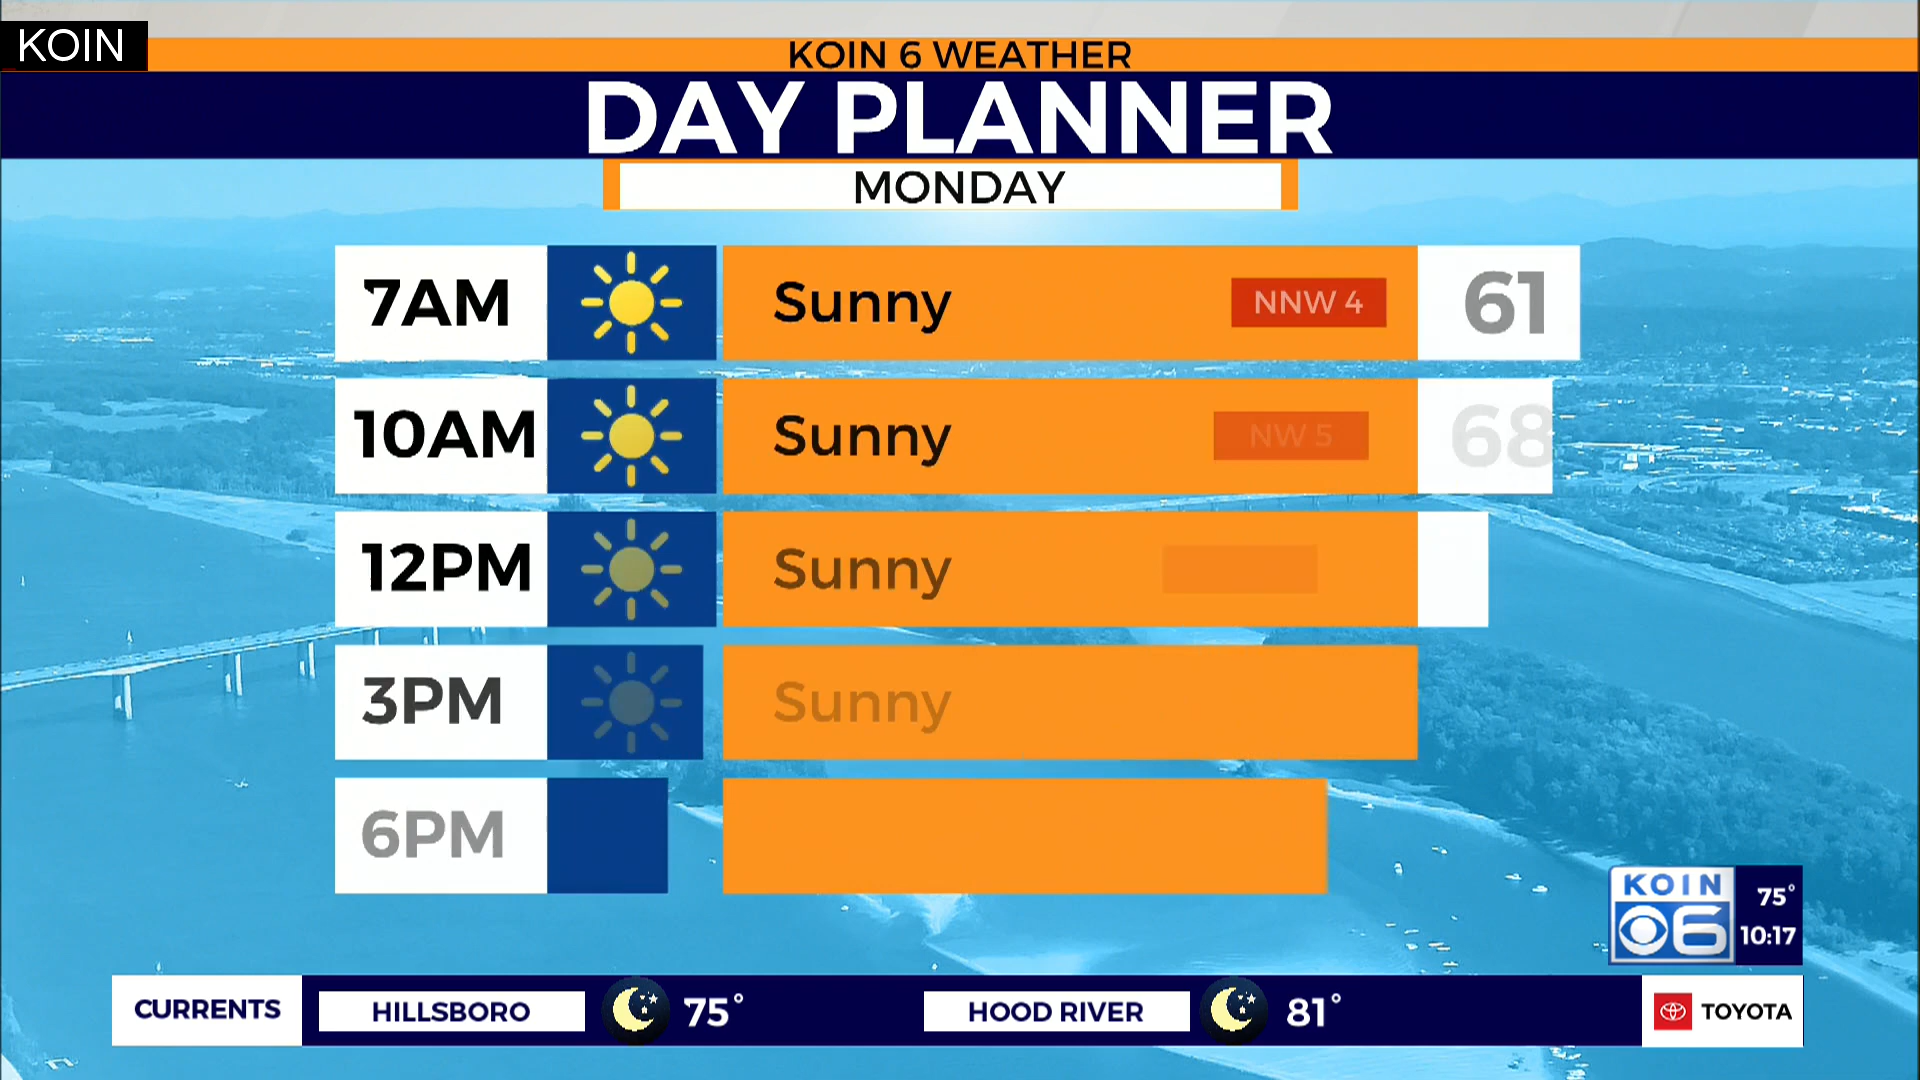 KOIN
KOIN 6 WEATHER
DAY PLANNER
MONDAY
7AM Sunny NNW 4 61
10AM Sunny NW 5 68
12PM Sunny
3PM Sunny
6PM
KOIN 6 75°
10:17
CURRENTS HILLSBORO 75° HOOD RIVER 81° TOYOTA